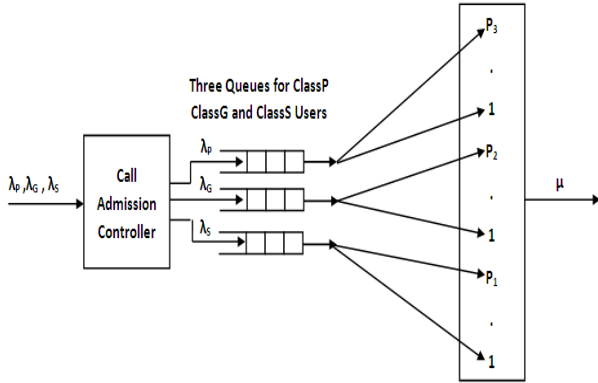 Three Queues for ClassP
ClassG and ClassS Users
λP ,λG , λS
Call
Admission
Controller
λP
λG
λS
P3
.
1
P2
.
1
P1
.
1
μ